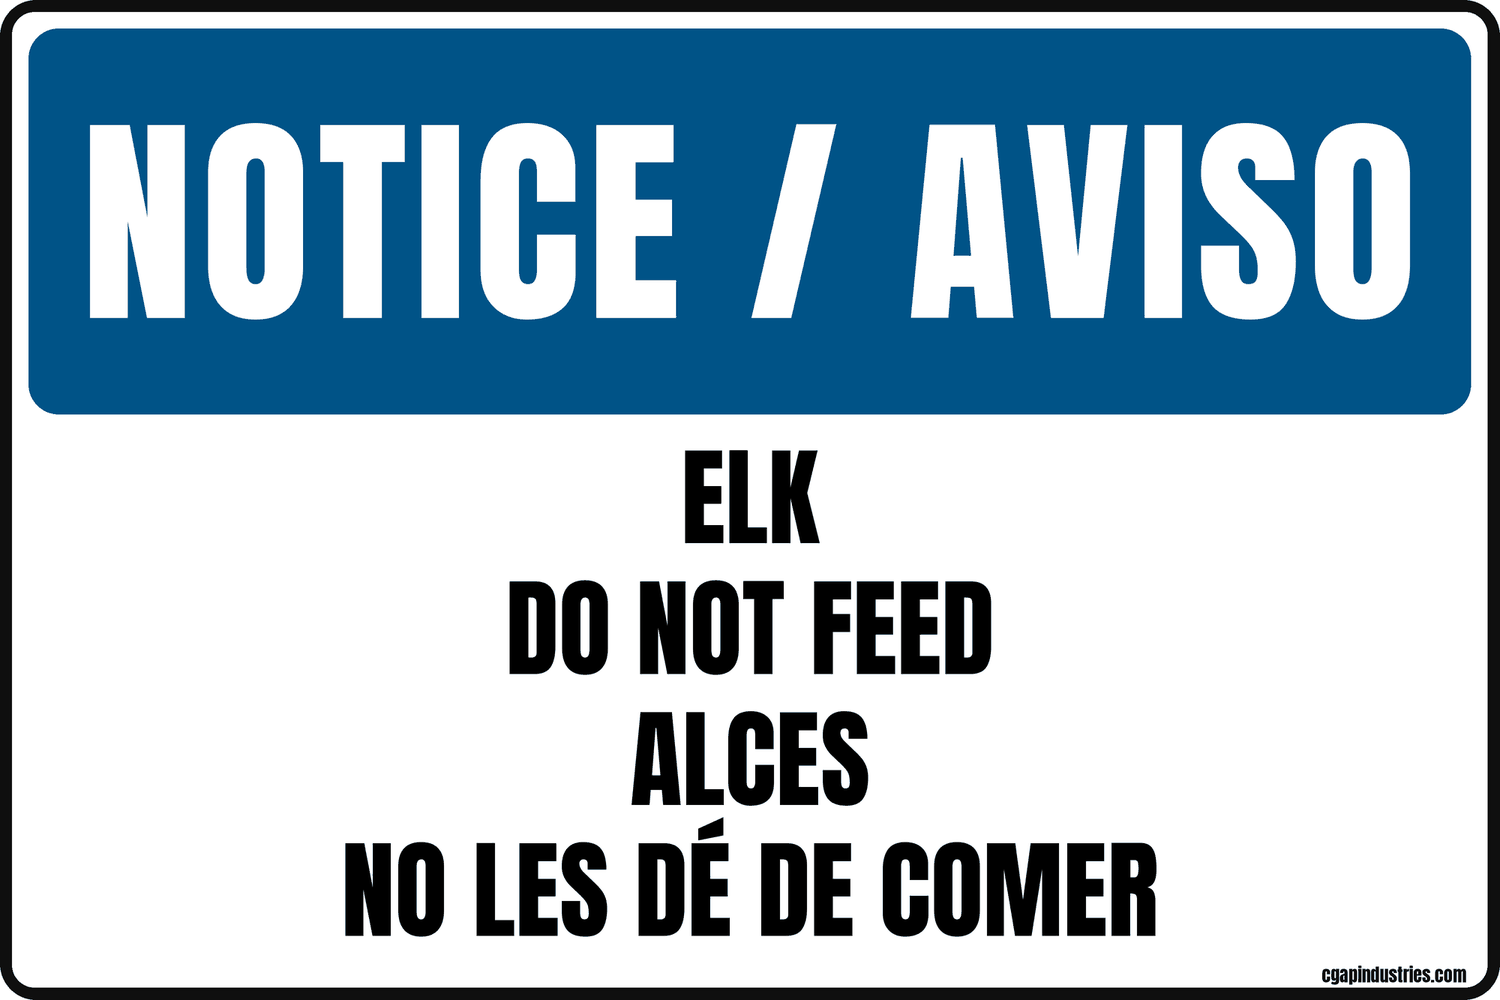 NOTICE / AVISO
ELK
DO NOT FEED
ALCES
NO LES DÉ DE COMER
cgapindustries.com